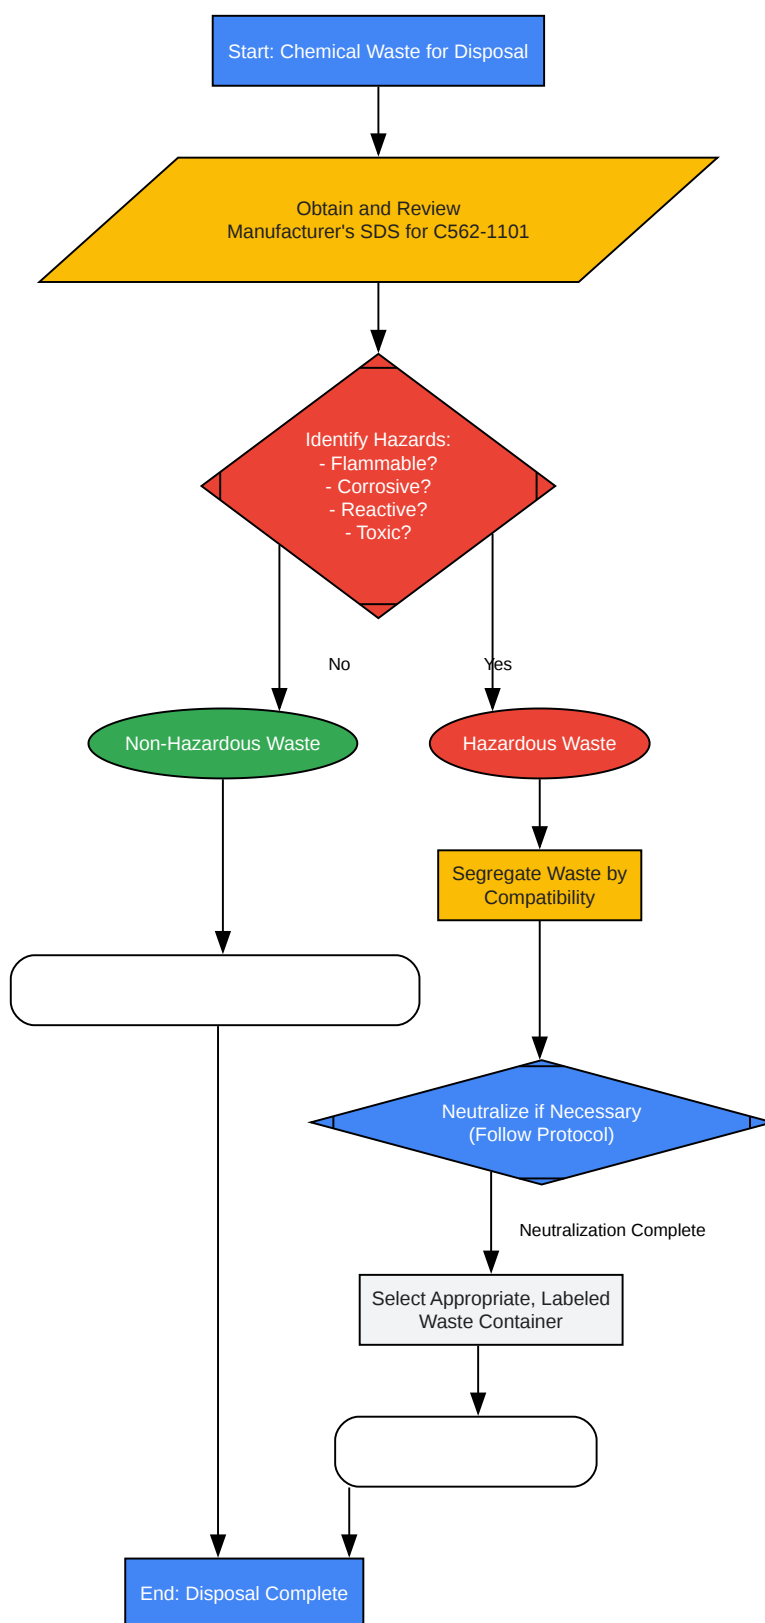 Start: Chemical Waste for Disposal
Obtain and Review
Manufacturer's SDS for C562-1101
Identify Hazards:
- Flammable?
- Corrosive?
- Reactive?
- Toxic?
No
Yes
Non-Hazardous Waste
Hazardous Waste
Segregate Waste by
Compatibility
Neutralize if Necessary
(Follow Protocol)
Neutralization Complete
Select Appropriate, Labeled
Waste Container
End: Disposal Complete